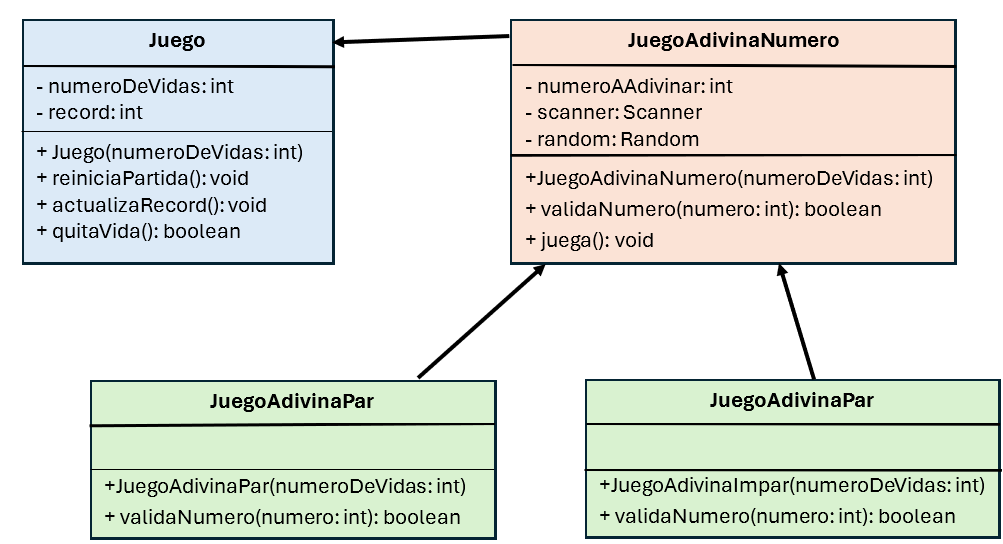 Juego
- numeroDeVidas: int
- record: int
+ Juego(numeroDeVidas: int)
+ reiniciaPartida(): void
+ actualizaRecord(): void
+ quitaVida(): boolean
JuegoAdivinaNumero
- numeroAAdivinar: int
- scanner: Scanner
- random: Random
+JuegoAdivinaNumero(numeroDeVidas: int)
+ validaNumero(numero: int): boolean
+ juega(): void
JuegoAdivinaPar
+JuegoAdivinaPar(numeroDeVidas: int)
+ validaNumero(numero: int): boolean
JuegoAdivinaPar
+JuegoAdivinaImpar(numeroDeVidas: int)
+ validaNumero(numero: int): boolean